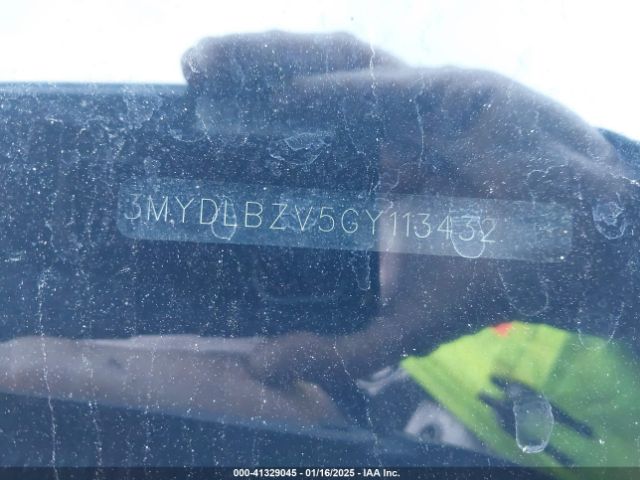 3MYDLBZV5GY113432
000-41329045 - 01/16/2025 - IAA Inc.